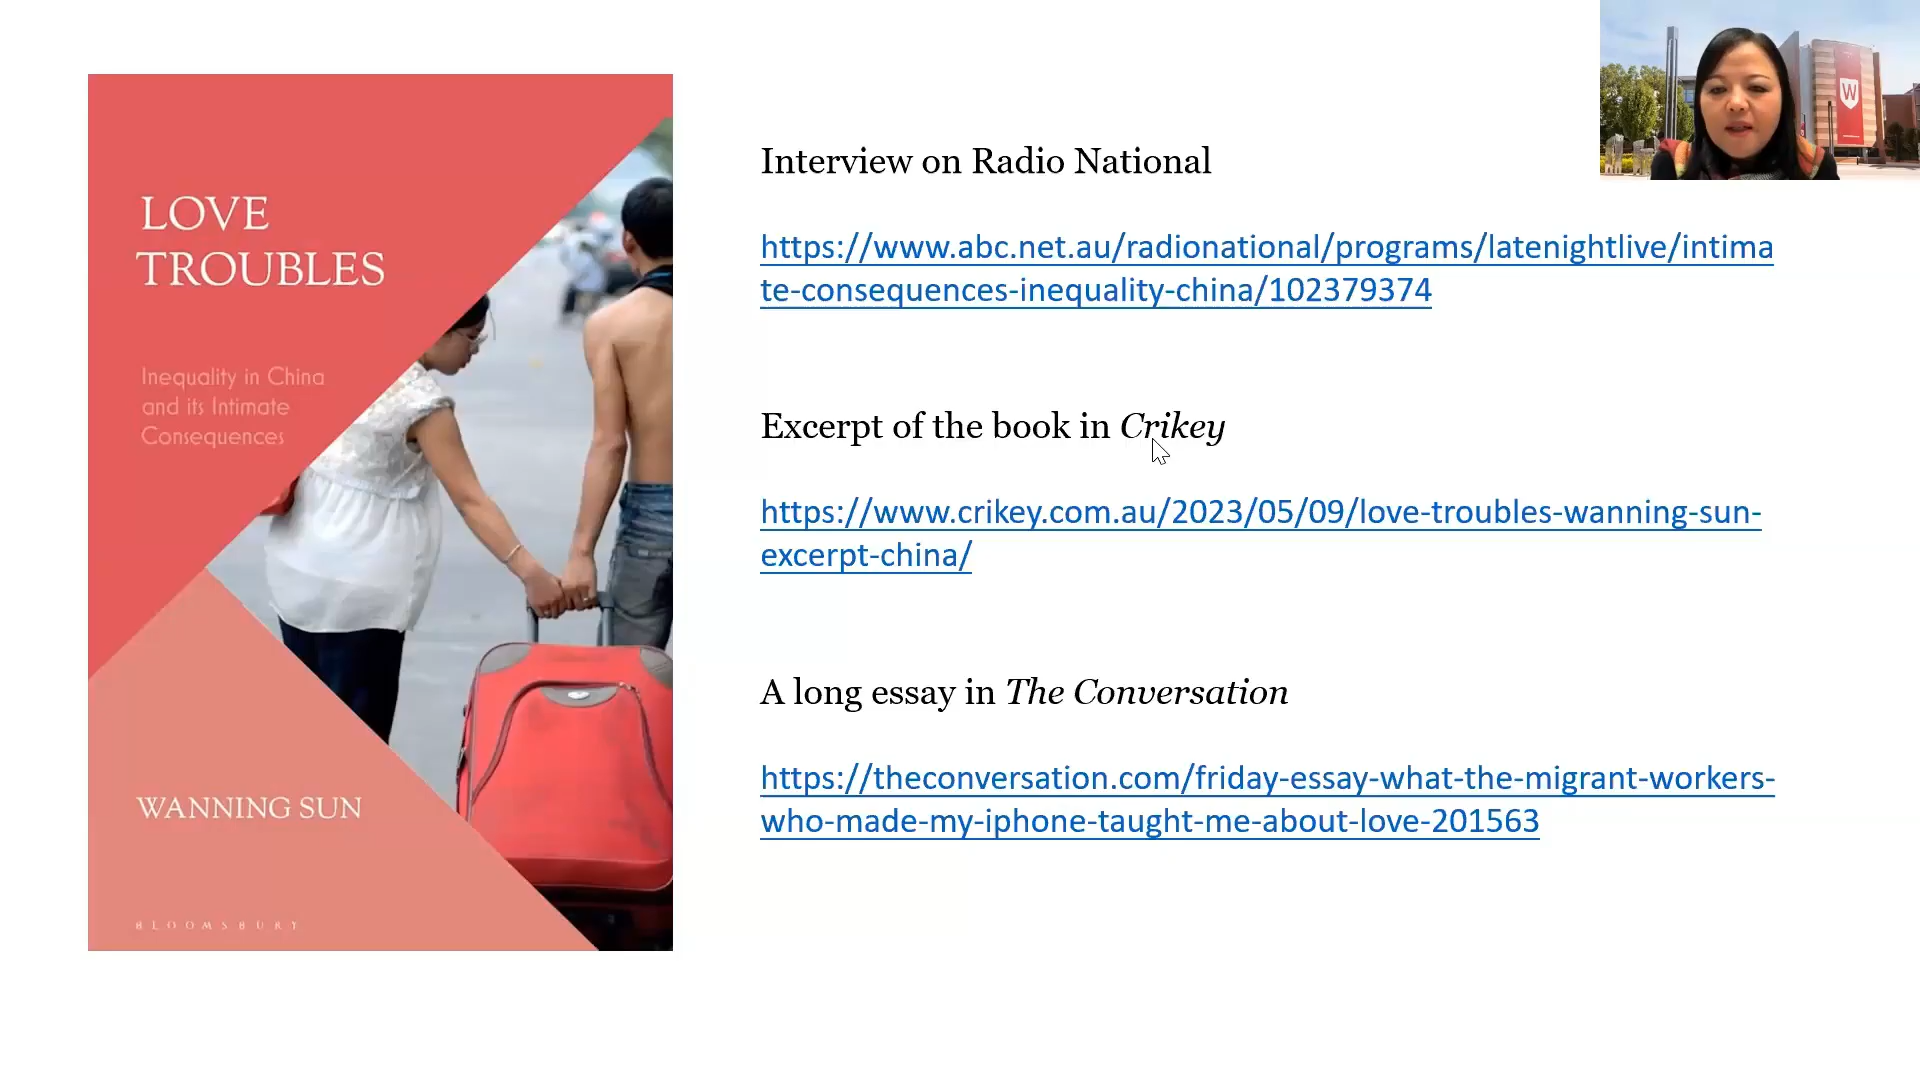 LOVE
TROUBLES
Inequality in China
and its Intimate
Consequences
WANNING SUN
BLOOMSBURY
Interview on Radio National
https://www.abc.net.au/radionational/programs/latenightlive/intima
te-consequences-inequality-china/102379374
Excerpt of the book in Crikey
https://www.crikey.com.au/2023/05/09/love-troubles-wanning-sun-
excerpt-china/
A long essay in The Conversation
https://theconversation.com/friday-essay-what-the-migrant-workers-
who-made-my-iphone-taught-me-about-love-201563
W